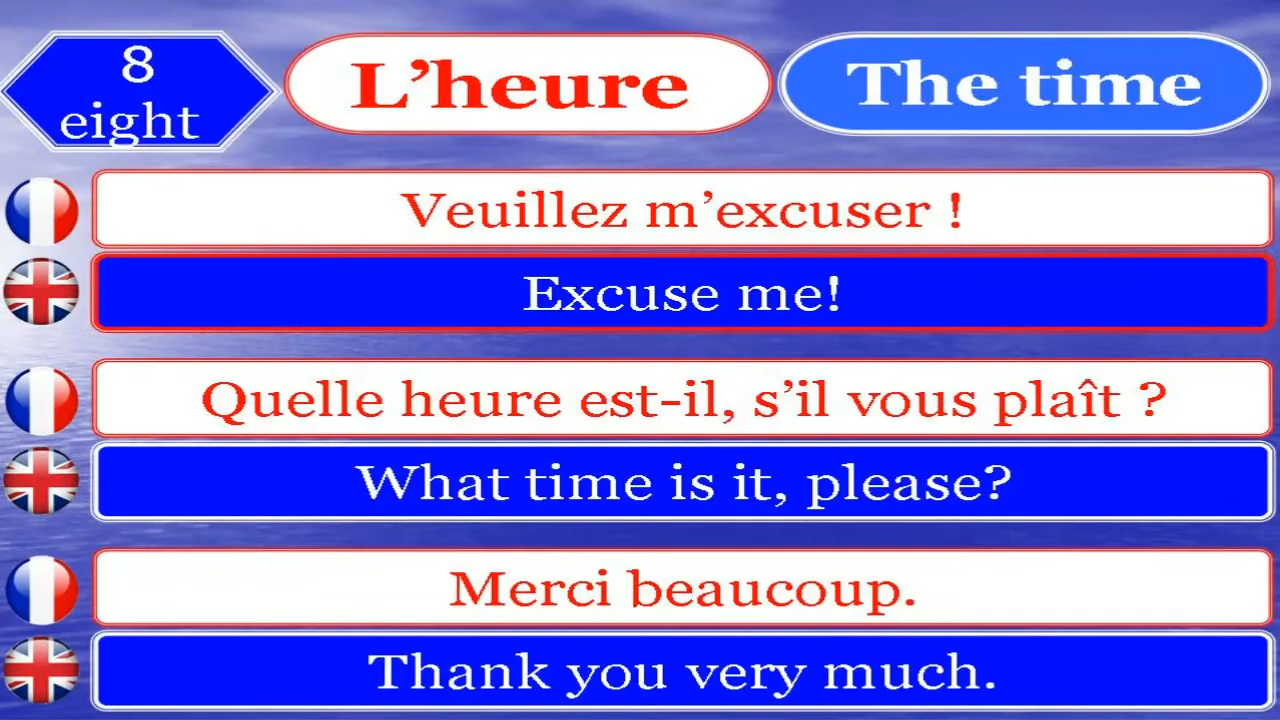 8
eight
L’heure
The time
Veuillez m’excuser !
Excuse me!
Quelle heure est-il, s’il vous plaît ?
What time is it, please?
Merci beaucoup.
Thank you very much.